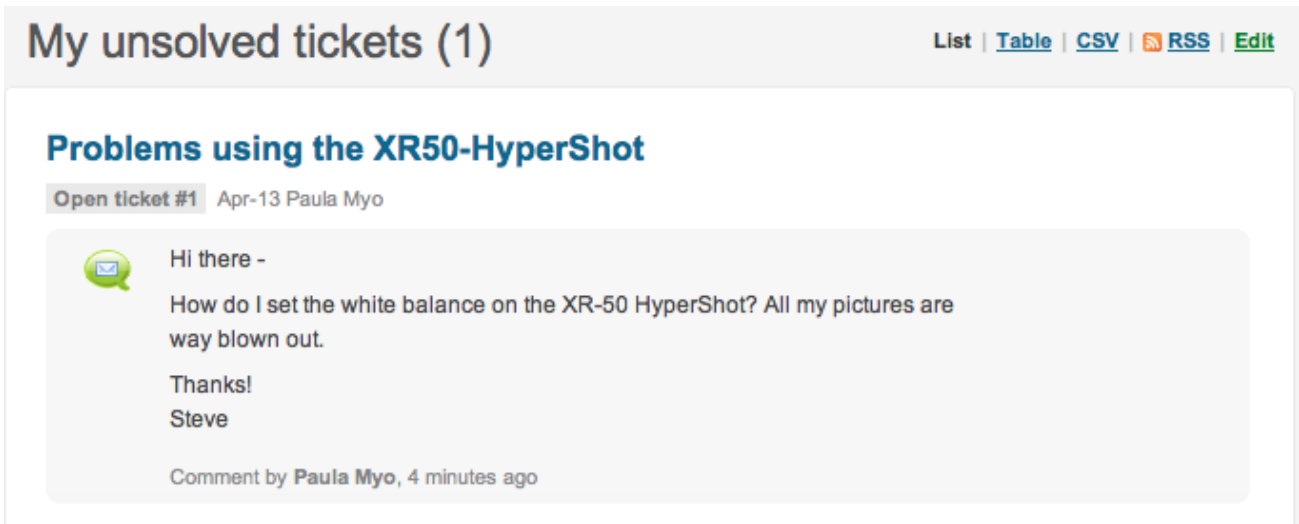 My unsolved tickets (1)
List | Table | CSV | RSS | Edit
Problems using the XR50-HyperShot
Open ticket #1 Apr-13 Paula Myo
Hi there -
How do I set the white balance on the XR-50 HyperShot? All my pictures are
way blown out.
Thanks!
Steve
Comment by Paula Myo, 4 minutes ago